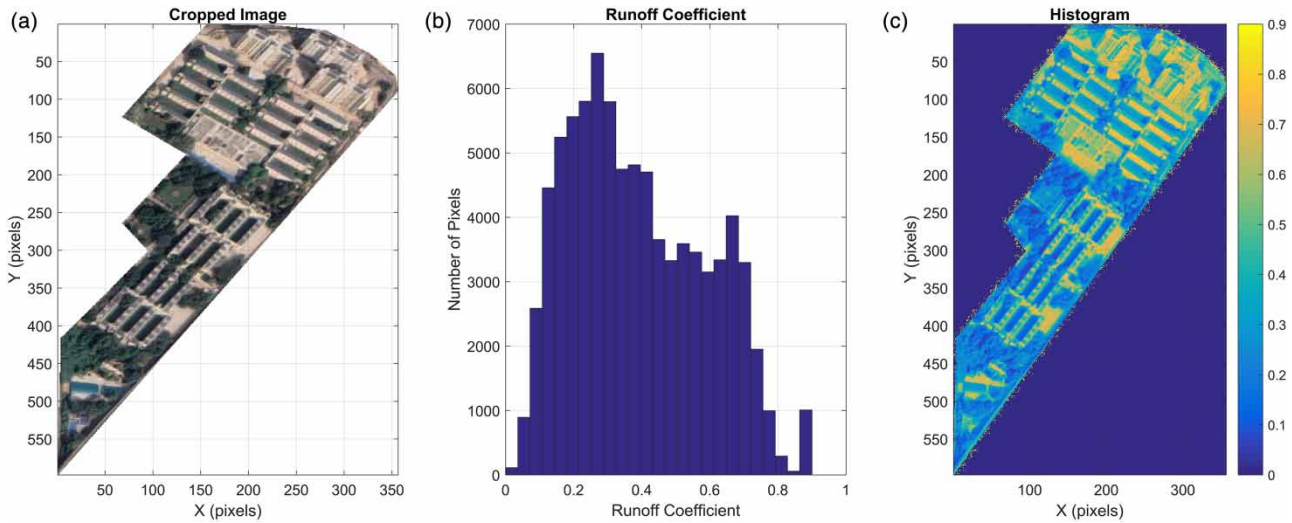 (a)
Cropped Image
50
100
150
200
250
300
350
400
450
500
550
Y (pixels)
50 100 150 200 250 300 350
X (pixels)
(b)
Runoff Coefficient
7000
6000
5000
4000
3000
2000
1000
0
Number of Pixels
0 0.2 0.4 0.6 0.8 1
Runoff Coefficient
(c)
Histogram
50
100
150
200
250
300
350
400
450
500
550
Y (pixels)
100 200 300
X (pixels)
0.9
0.8
0.7
0.6
0.5
0.4
0.3
0.2
0.1
0